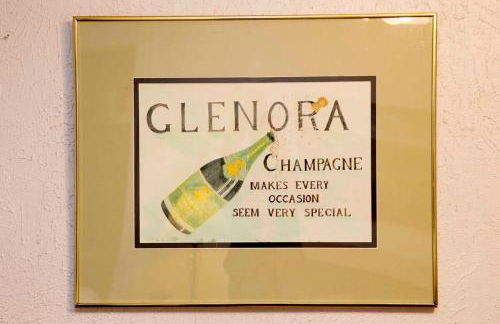 GLENORA
CHAMPAGNE
MAKES EVERY
OCCASION
SEEM VERY SPECIAL